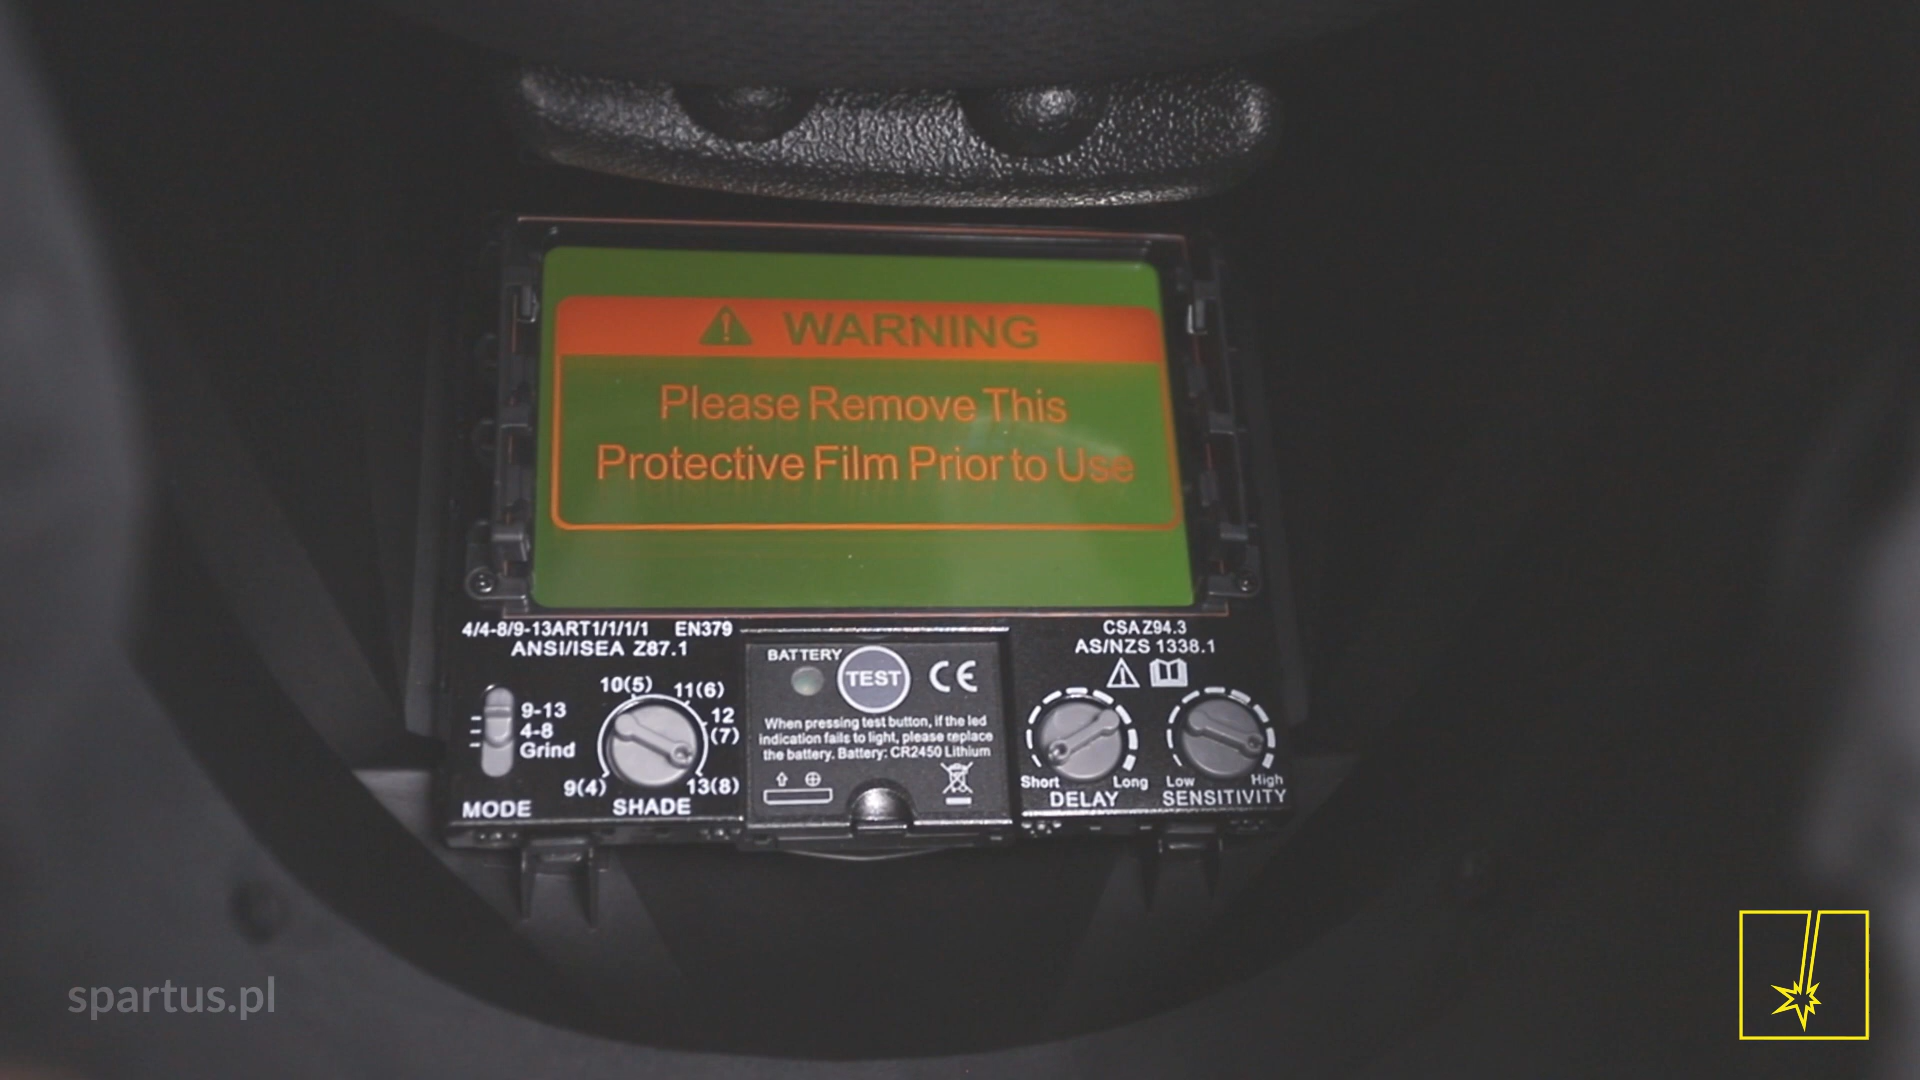 WARNING
Please Remove This
Protective Film Prior to Use
4/4-8/9-13ART1/1/1/1 EN379
ANSI/ISEA Z87.1
9-13
4-8
Grind
MODE
10(5)
11(6)
12
(7)
9(4)
13(8)
SHADE
BATTERY
TEST
CE
When pressing test button, if the led
indication fails to light, please replace
the battery. Battery: CR2450 Lithium
CSA Z94.3
AS/NZS 1338.1
Short
Long
DELAY
Low
High
SENSITIVITY
spartus.pl